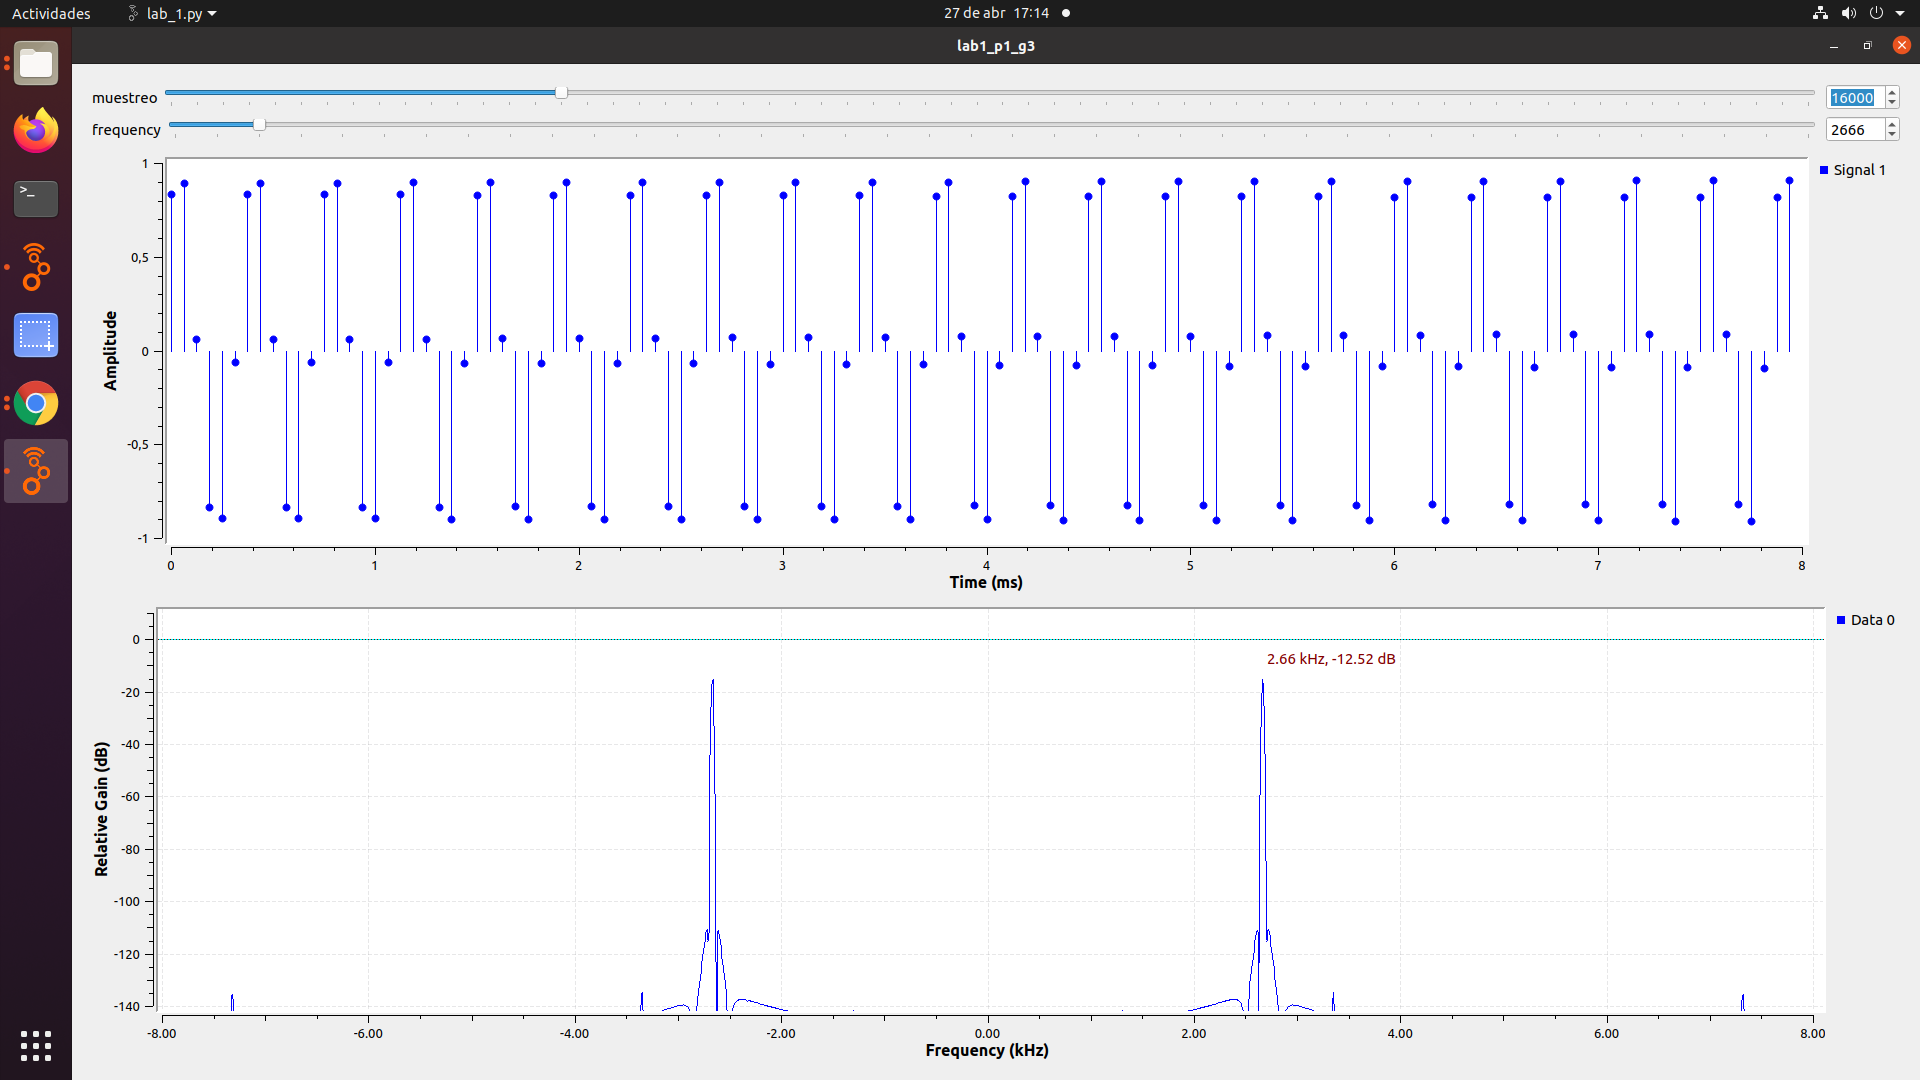 Actividades lab_1.py 27 de abr 17:14
lab1_p1_g3
muestreo 16000
frequency 2666
Signal 1
1
0,5
0
-0,5
-1
Amplitude
0 1 2 3 4 5 6 7 8
Time (ms)
Data 0
2.66 kHz, -12.52 dB
0
-20
-40
-60
-80
-100
-120
-140
Relative Gain (dB)
-8.00 -6.00 -4.00 -2.00 0.00 2.00 4.00 6.00 8.00
Frequency (kHz)